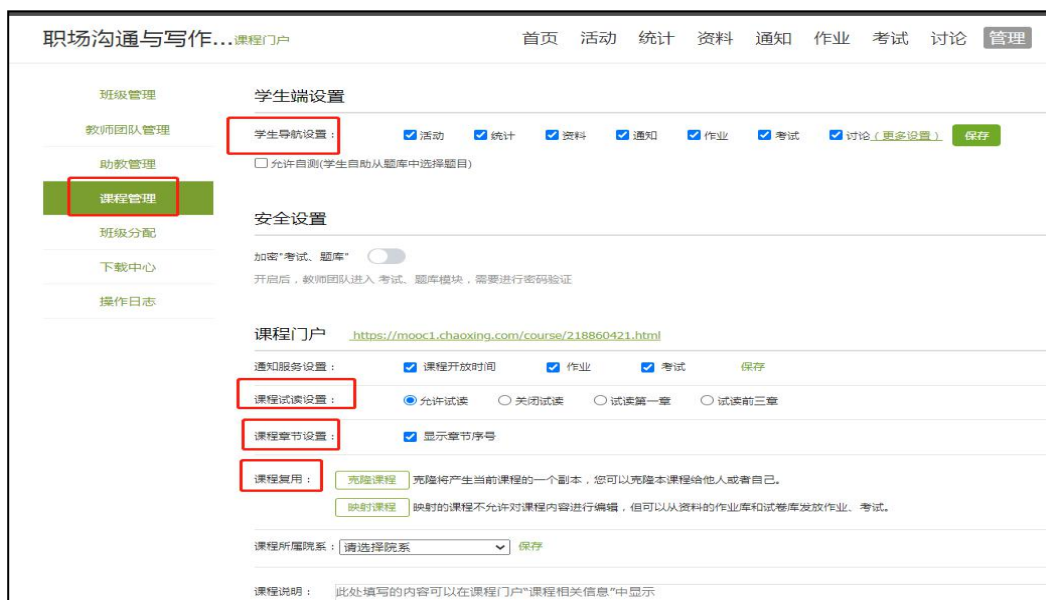 职场沟通与写作...课程门户 首页 活动 统计 资料 通知 作业 考试 讨论 管理
班级管理
教师团队管理
助教管理
课程管理
班级分配
下载中心
操作日志
学生端设置
学生导航设置： 活动 统计 资料 通知 作业 考试 讨论(更多设置) 保存
允许自测(学生自助从题库中选择题目)
安全设置
加密"考试、题库"
开启后，教师团队进入 考试、题库模块，需要进行密码验证
课程门户 https://mooc1.chaoxing.com/course/218860421.html
通知服务设置： 课程开放时间 作业 考试 保存
课程试读设置： 允许试读 关闭试读 试读第一章 试读前三章
课程章节设置： 显示章节序号
课程复用： 克隆课程 克隆将产生当前课程的一个副本，您可以克隆本课程给他人或者自己。
映射课程 映射的课程不允许对课程内容进行编辑，但可以从资料的作业库和试卷库发放作业、考试。
课程所属院系： 请选择院系 保存
课程说明： 此处填写的内容可以在课程门户"课程相关信息"中显示